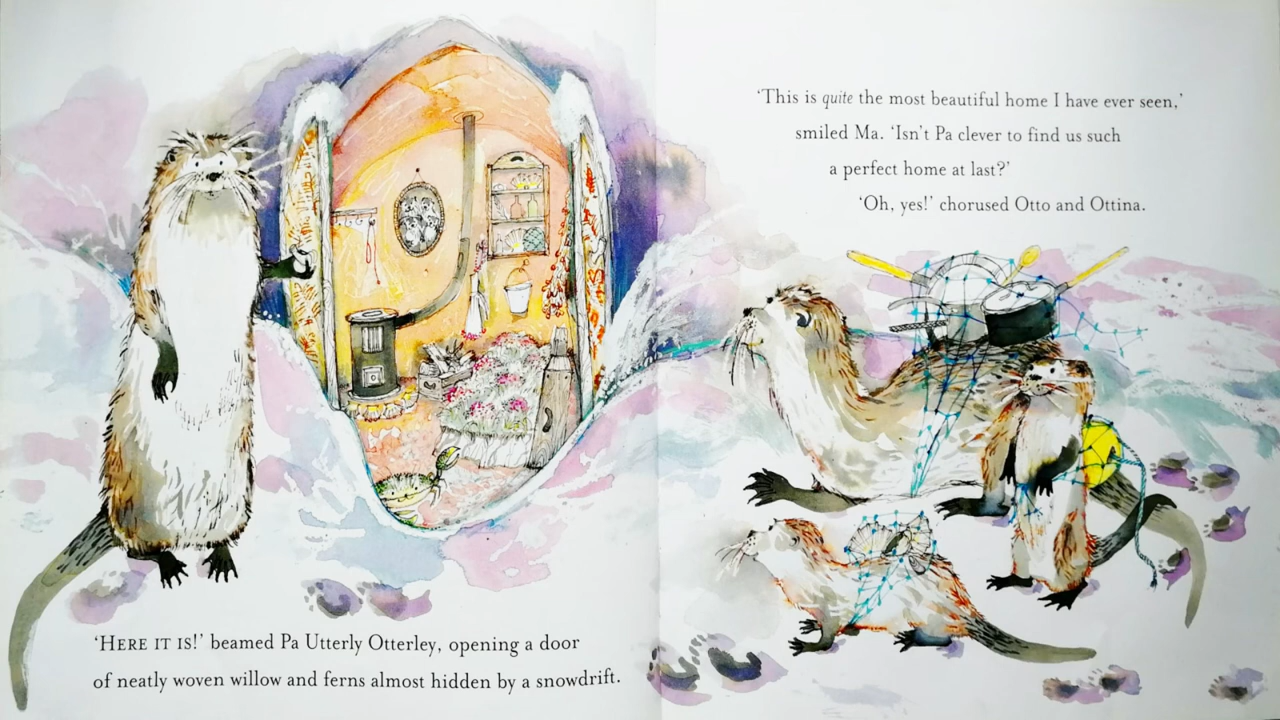 ‘HERE IT IS!’ beamed Pa Utterly Otterley, opening a door
of neatly woven willow and ferns almost hidden by a snowdrift.
‘This is quite the most beautiful home I have ever seen,’
smiled Ma. ‘Isn’t Pa clever to find us such
a perfect home at last?’
‘Oh, yes!’ chorused Otto and Ottina.